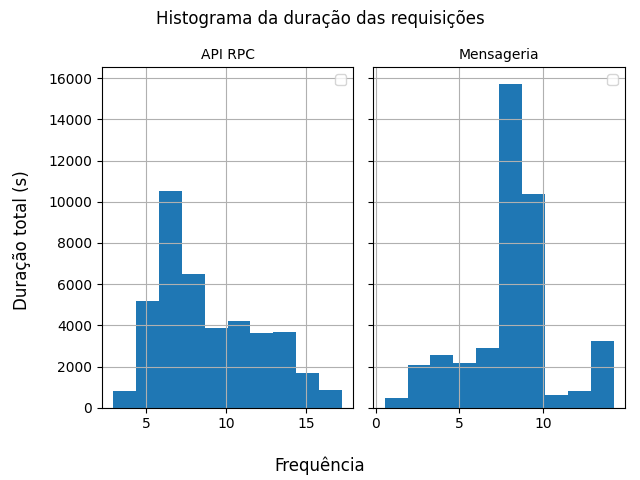 Histograma da duração das requisições
API RPC
Mensageria
16000
14000
12000
10000
8000
6000
4000
2000
0
Duração total (s)
5 10 15
0 5 10
Frequência